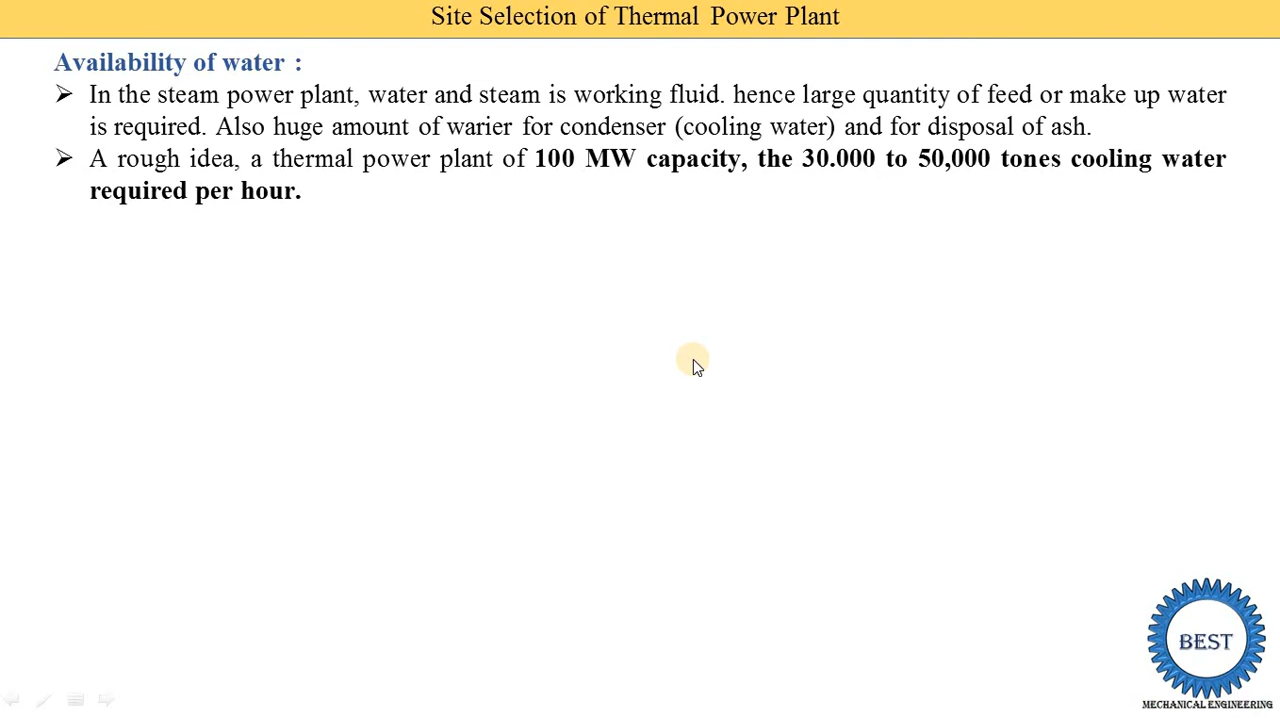 Site Selection of Thermal Power Plant
Availability of water :
➢ In the steam power plant, water and steam is working fluid. hence large quantity of feed or make up water
is required. Also huge amount of warier for condenser (cooling water) and for disposal of ash.
➢ A rough idea, a thermal power plant of 100 MW capacity, the 30.000 to 50,000 tones cooling water
required per hour.
BEST
MECHANICAL ENGINEERING